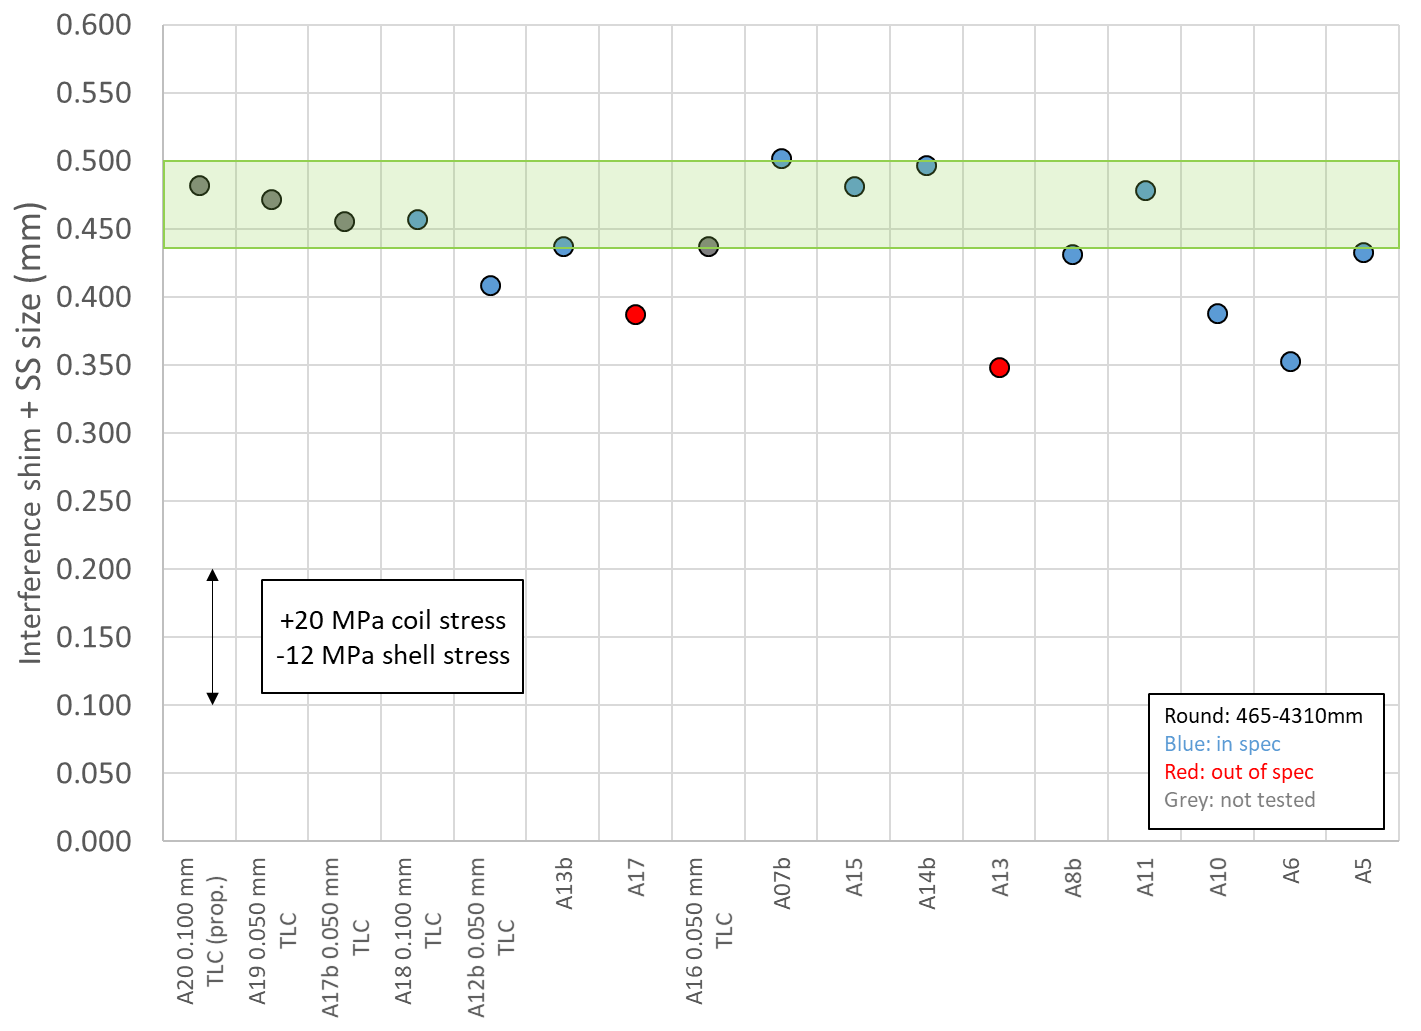 0.600
0.550
0.500
0.450
0.400
0.350
0.300
0.250
0.200
0.150
0.100
0.050
0.000
Interference shim + SS size (mm)
+20 MPa coil stress
-12 MPa shell stress
Round: 465-4310mm
Blue: in spec
Red: out of spec
Grey: not tested
A20 0.100 mm
TLC (prop.)
A19 0.050 mm
TLC
A17b 0.050 mm
TLC
A18 0.100 mm
TLC
A12b 0.050 mm
TLC
A13b
A17
A16 0.050 mm
TLC
A07b
A15
A14b
A13
A8b
A11
A10
A6
A5